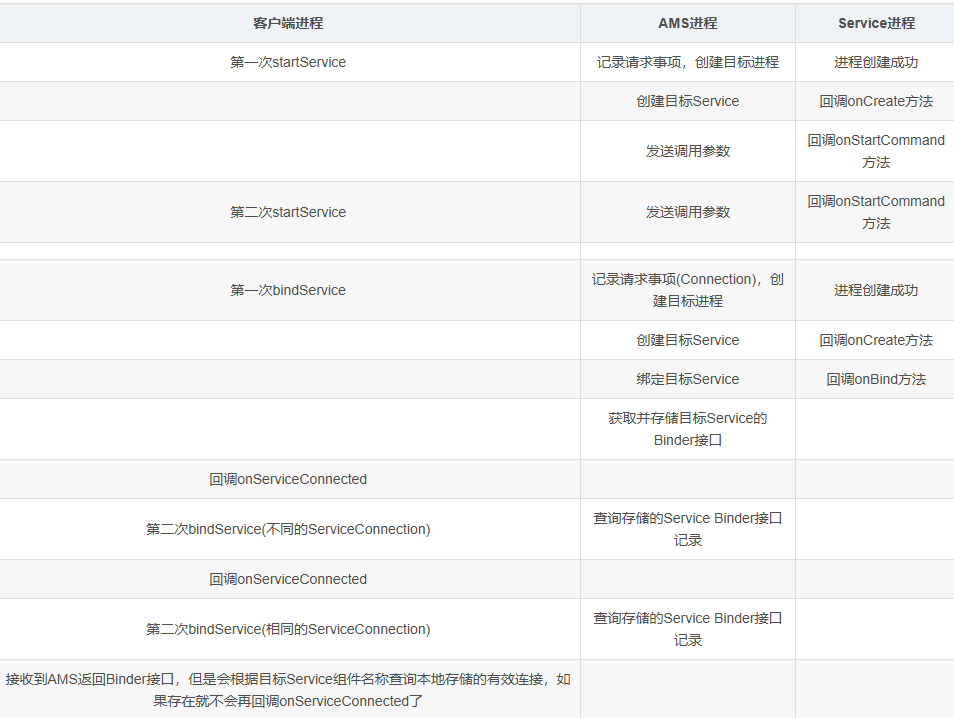 客户端进程 AMS进程 Service进程
第一次startService 记录请求事项，创建目标进程 进程创建成功
创建目标Service 回调onCreate方法
发送调用参数 回调onStartCommand
方法
第二次startService 发送调用参数 回调onStartCommand
方法
第一次bindService 记录请求事项(Connection)，创
建目标进程 进程创建成功
创建目标Service 回调onCreate方法
绑定目标Service 回调onBind方法
获取并存储目标Service的
Binder接口
回调onServiceConnected
第二次bindService(不同的ServiceConnection) 查询存储的Service Binder接口
记录
回调onServiceConnected
第二次bindService(相同的ServiceConnection) 查询存储的Service Binder接口
记录
接收到AMS返回Binder接口，但是会根据目标Service组件名称查询本地存储的有效连接，如
果存在就不会再回调onServiceConnected了